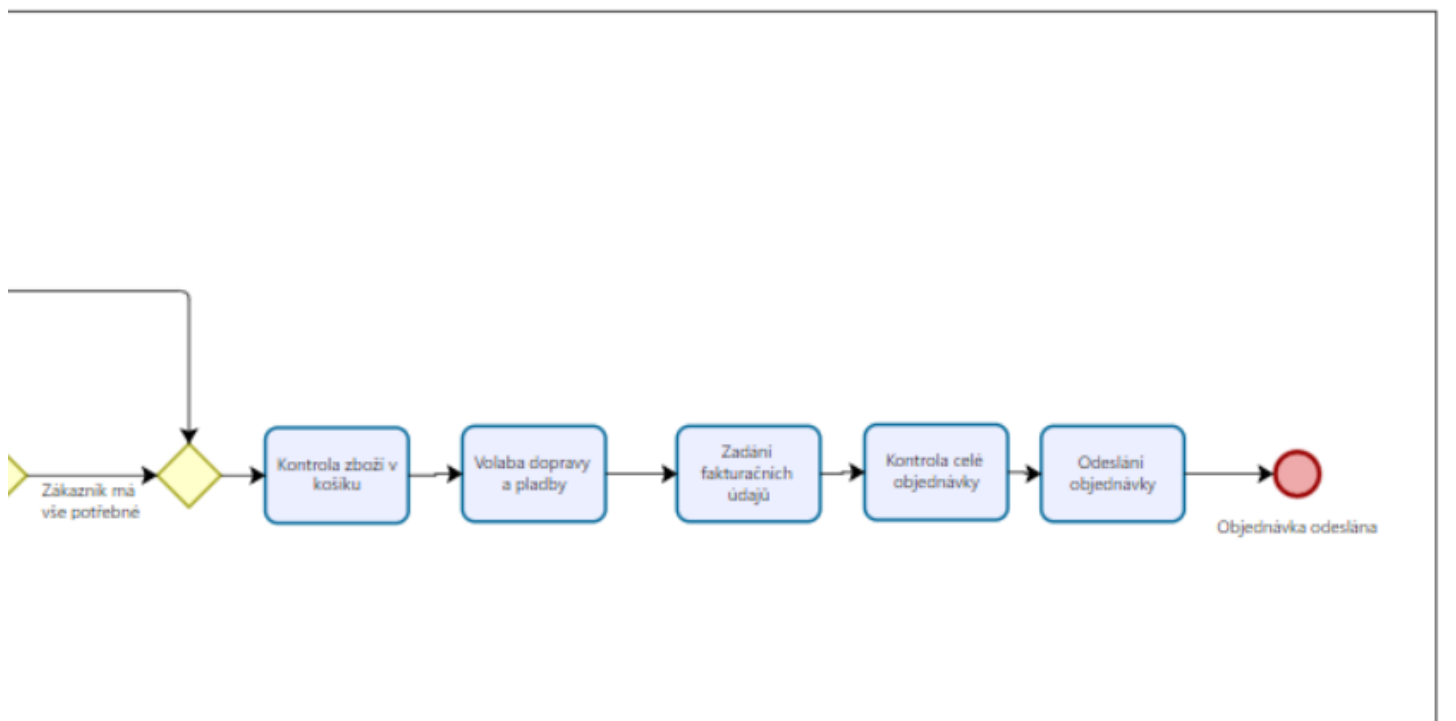 Zákazník má
vše potřebné
Kontrola zboží v
košíku
Volaba dopravy
a pladby
Zadání
fakturačních
údajů
Kontrola celé
objednávky
Odeslání
objednávky
Objednávka odeslána